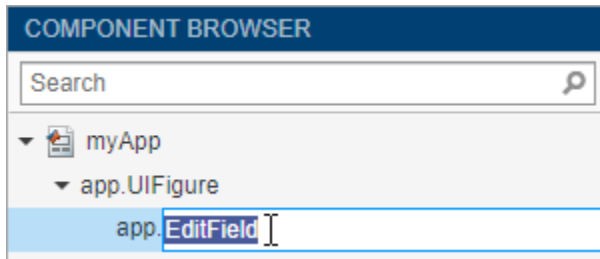 COMPONENT BROWSER
Search
myApp
app.UIFigure
app.EditField